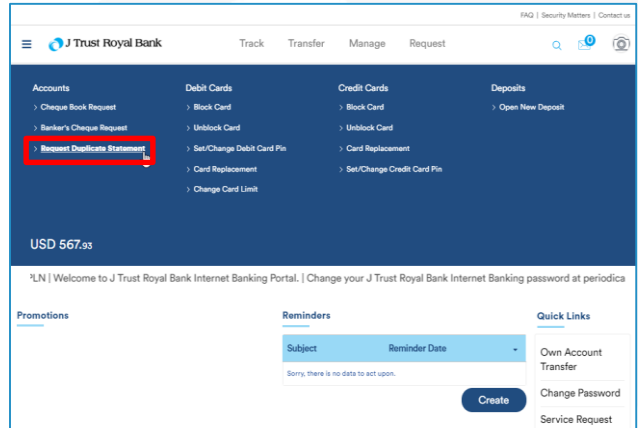 FAQ | Security Matters | Contact us
J Trust Royal Bank
Track Transfer Manage Request
0
Accounts
Cheque Book Request
Banker's Cheque Request
Request Duplicate Statement
Debit Cards
Block Card
Unblock Card
Set/Change Debit Card Pin
Card Replacement
Change Card Limit
Credit Cards
Block Card
Unblock Card
Card Replacement
Set/Change Credit Card Pin
Deposits
Open New Deposit
USD 567.93
PLN | Welcome to J Trust Royal Bank Internet Banking Portal. | Change your J Trust Royal Bank Internet Banking password at periodica
Promotions
Reminders
Subject Reminder Date
Sorry, there is no data to act upon.
Create
Quick Links
Own Account
Transfer
Change Password
Service Request